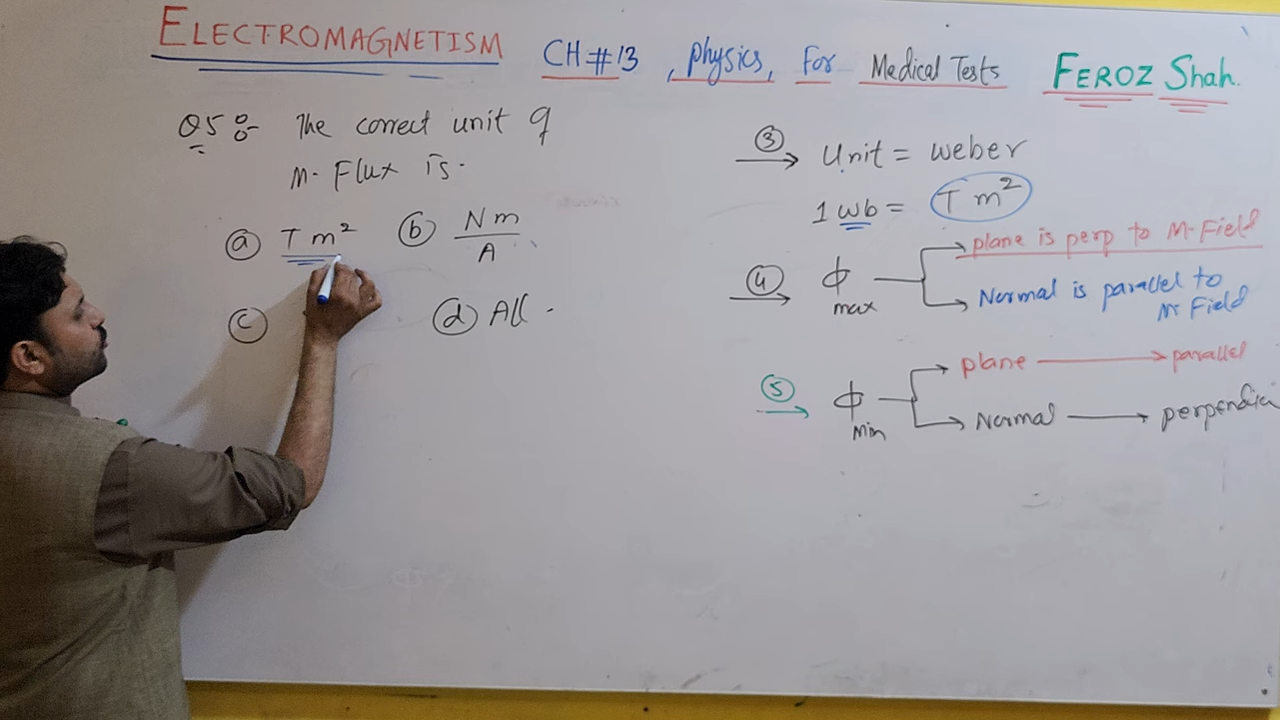 ELECTROMAGNETISM CH#13, physics, For Medical Tests FEROZ Shah.
Q5:- The correct unit of
M. Flux is.
(a) T m² (b) Nm/A
(c) (d) All.
(3) Unit = weber
1 wb = T m²
(4) ϕ max
plane is perp to M. Field
Normal is parallel to
M. Field
(5) ϕ Min
plane → parallel
Normal →